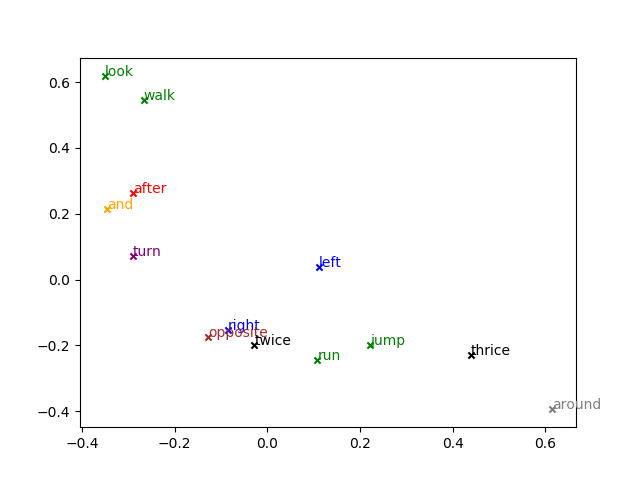 look
walk
after
and
turn
left
right
opposite
twice
jump
run
thrice
around
0.6
0.4
0.2
0.0
−0.2
−0.4
−0.4 −0.2 0.0 0.2 0.4 0.6